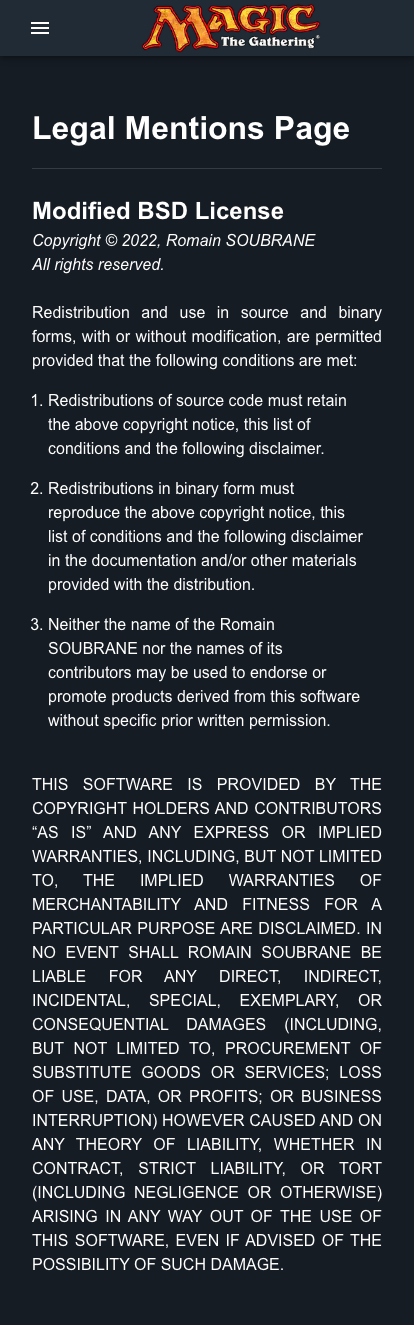 MAGIC
The Gathering®
Legal Mentions Page
Modified BSD License
Copyright © 2022, Romain SOUBRANE
All rights reserved.
Redistribution and use in source and binary
forms, with or without modification, are permitted
provided that the following conditions are met:
1. Redistributions of source code must retain
the above copyright notice, this list of
conditions and the following disclaimer.
2. Redistributions in binary form must
reproduce the above copyright notice, this
list of conditions and the following disclaimer
in the documentation and/or other materials
provided with the distribution.
3. Neither the name of the Romain
SOUBRANE nor the names of its
contributors may be used to endorse or
promote products derived from this software
without specific prior written permission.
THIS SOFTWARE IS PROVIDED BY THE
COPYRIGHT HOLDERS AND CONTRIBUTORS
“AS IS” AND ANY EXPRESS OR IMPLIED
WARRANTIES, INCLUDING, BUT NOT LIMITED
TO, THE IMPLIED WARRANTIES OF
MERCHANTABILITY AND FITNESS FOR A
PARTICULAR PURPOSE ARE DISCLAIMED. IN
NO EVENT SHALL ROMAIN SOUBRANE BE
LIABLE FOR ANY DIRECT, INDIRECT,
INCIDENTAL, SPECIAL, EXEMPLARY, OR
CONSEQUENTIAL DAMAGES (INCLUDING,
BUT NOT LIMITED TO, PROCUREMENT OF
SUBSTITUTE GOODS OR SERVICES; LOSS
OF USE, DATA, OR PROFITS; OR BUSINESS
INTERRUPTION) HOWEVER CAUSED AND ON
ANY THEORY OF LIABILITY, WHETHER IN
CONTRACT, STRICT LIABILITY, OR TORT
(INCLUDING NEGLIGENCE OR OTHERWISE)
ARISING IN ANY WAY OUT OF THE USE OF
THIS SOFTWARE, EVEN IF ADVISED OF THE
POSSIBILITY OF SUCH DAMAGE.